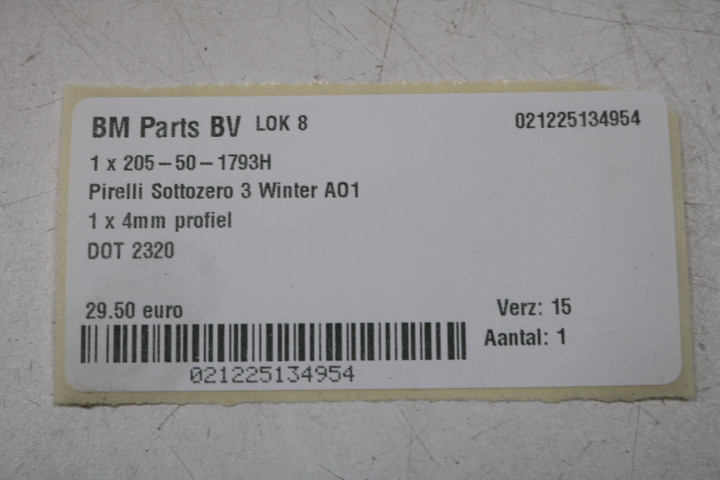 BM Parts BV LOK 8 021225134954
1 x 205-50-1793H
Pirelli Sottozero 3 Winter AO1
1 x 4mm profiel
DOT 2320
29.50 euro Verz: 15
Aantal: 1
021225134954